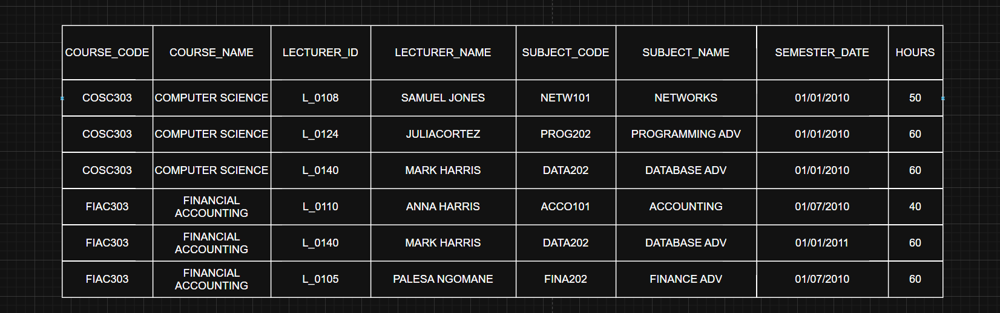 COURSE_CODE COURSE_NAME LECTURER_ID LECTURER_NAME SUBJECT_CODE SUBJECT_NAME SEMESTER_DATE HOURS
COSC303 COMPUTER SCIENCE L_0108 SAMUEL JONES NETW101 NETWORKS 01/01/2010 50
COSC303 COMPUTER SCIENCE L_0124 JULIACORTEZ PROG202 PROGRAMMING ADV 01/01/2010 60
COSC303 COMPUTER SCIENCE L_0140 MARK HARRIS DATA202 DATABASE ADV 01/01/2010 60
FIAC303 FINANCIAL ACCOUNTING L_0110 ANNA HARRIS ACCO101 ACCOUNTING 01/07/2010 40
FIAC303 FINANCIAL ACCOUNTING L_0140 MARK HARRIS DATA202 DATABASE ADV 01/01/2011 60
FIAC303 FINANCIAL ACCOUNTING L_0105 PALESA NGOMANE FINA202 FINANCE ADV 01/07/2010 60